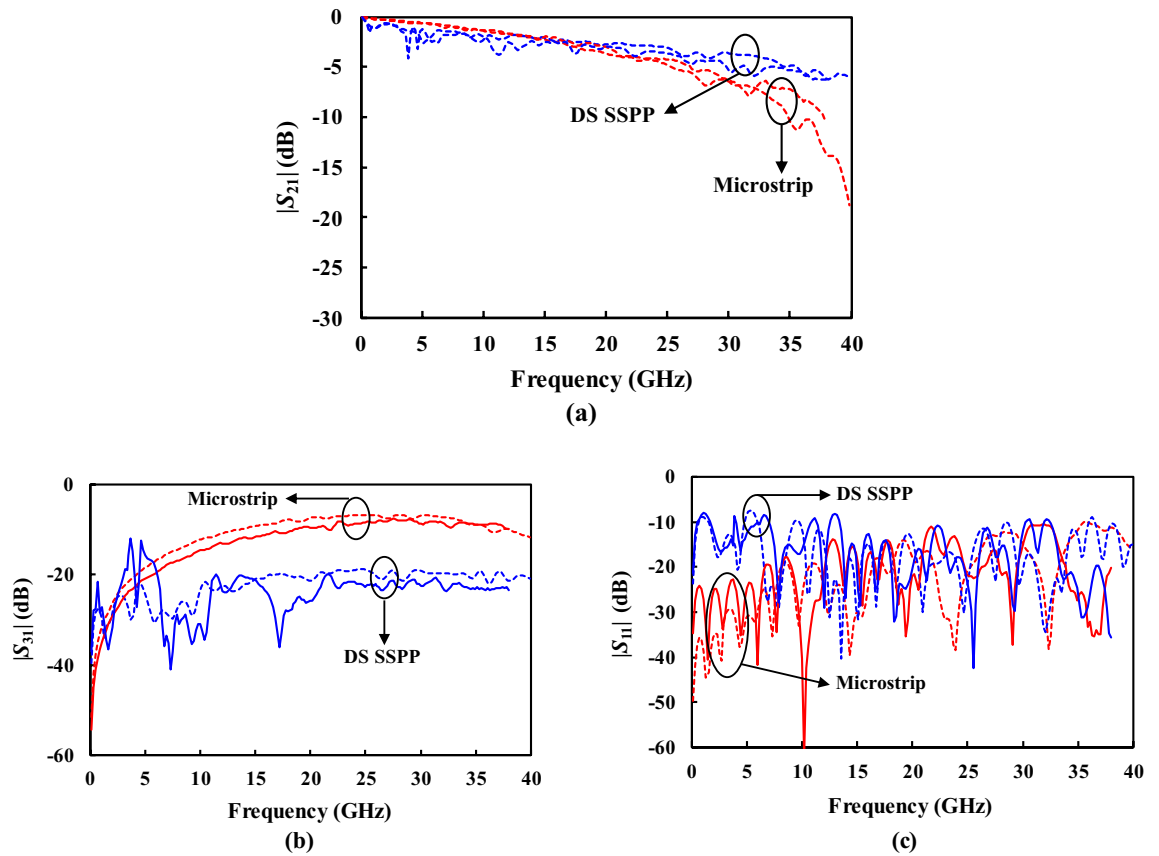 |S21| (dB)
0
-5
-10
-15
-20
-25
-30
DS SSPP
Microstrip
0 5 10 15 20 25 30 35 40
Frequency (GHz)
(a)
|S31| (dB)
0
-20
-40
-60
Microstrip
DS SSPP
0 5 10 15 20 25 30 35 40
Frequency (GHz)
(b)
|S11| (dB)
0
-10
-20
-30
-40
-50
-60
DS SSPP
Microstrip
0 5 10 15 20 25 30 35 40
Frequency (GHz)
(c)